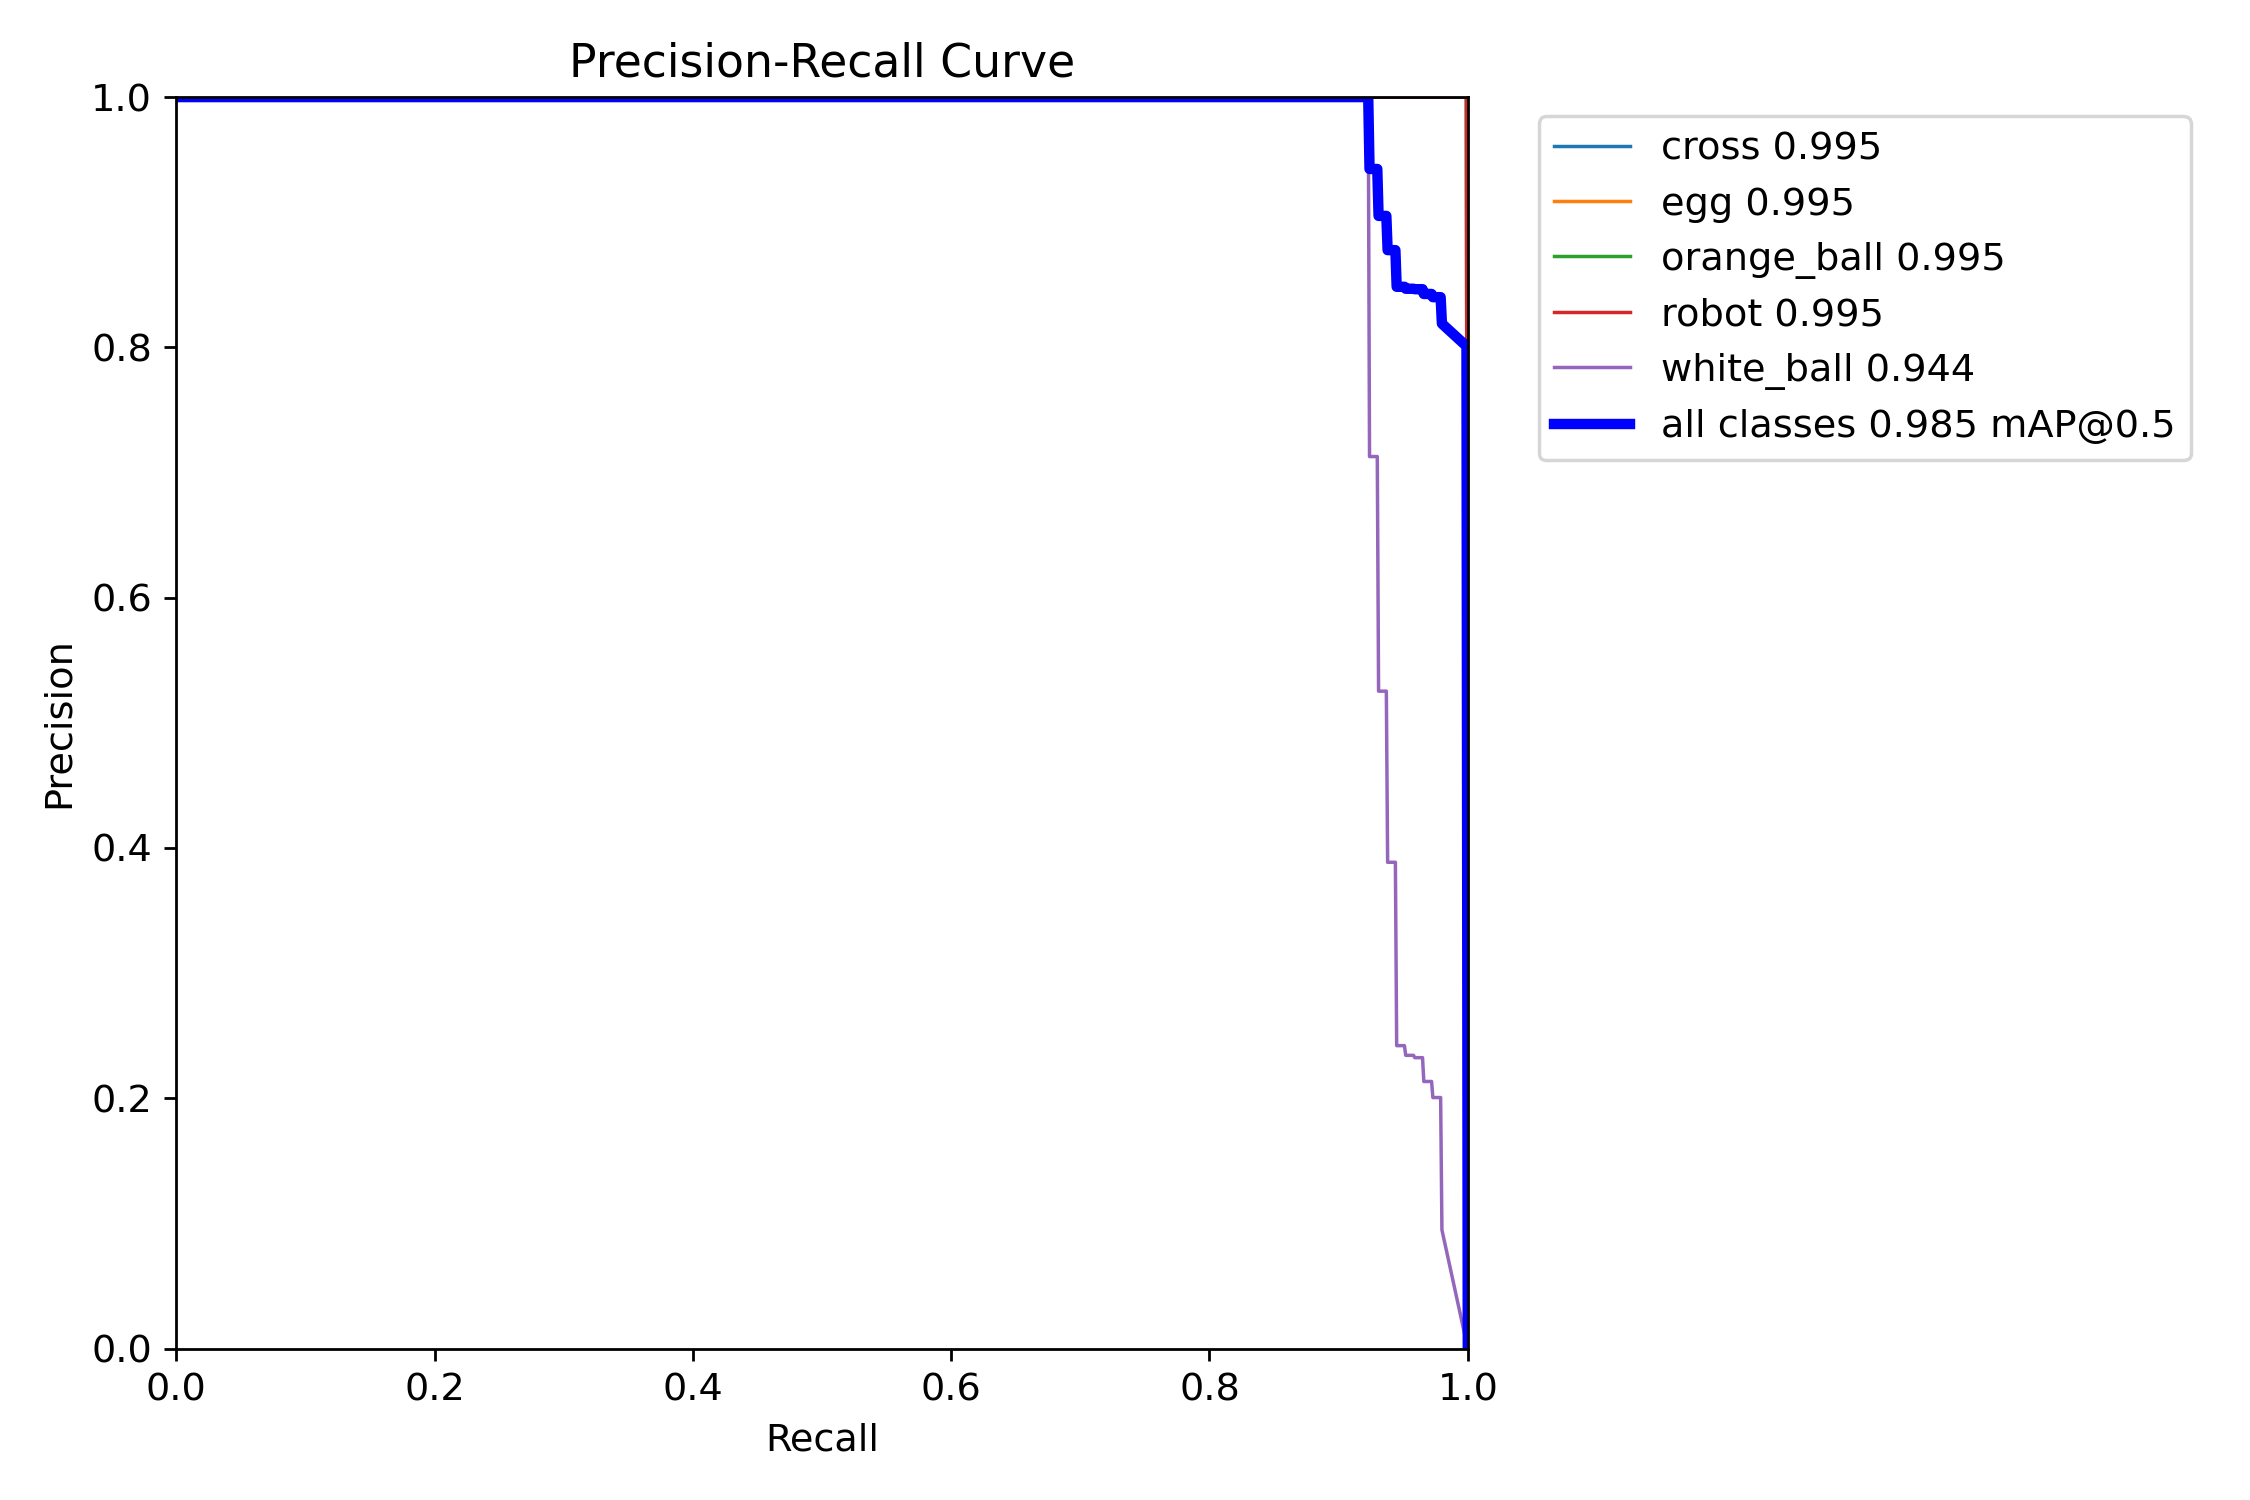 Precision-Recall Curve
1.0
0.8
0.6
0.4
0.2
0.0
Precision
0.0 0.2 0.4 0.6 0.8 1.0
Recall
cross 0.995
egg 0.995
orange_ball 0.995
robot 0.995
white_ball 0.944
all classes 0.985 mAP@0.5